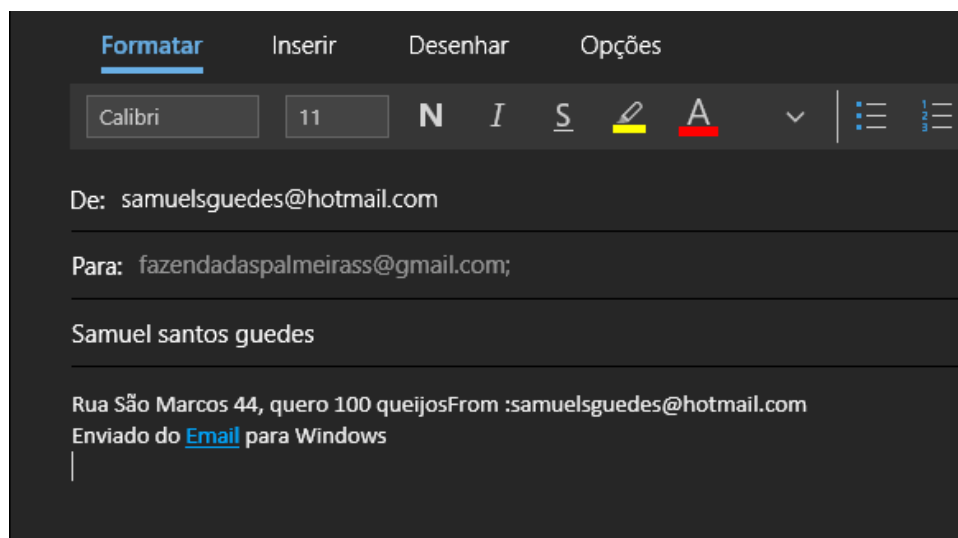 Formatar Inserir Desenhar Opções
Calibri 11 N I S A
De: samuelsguedes@hotmail.com
Para: fazendadaspalmeirass@gmail.com;
Samuel santos guedes
Rua São Marcos 44, quero 100 queijosFrom :samuelsguedes@hotmail.com
Enviado do Email para Windows